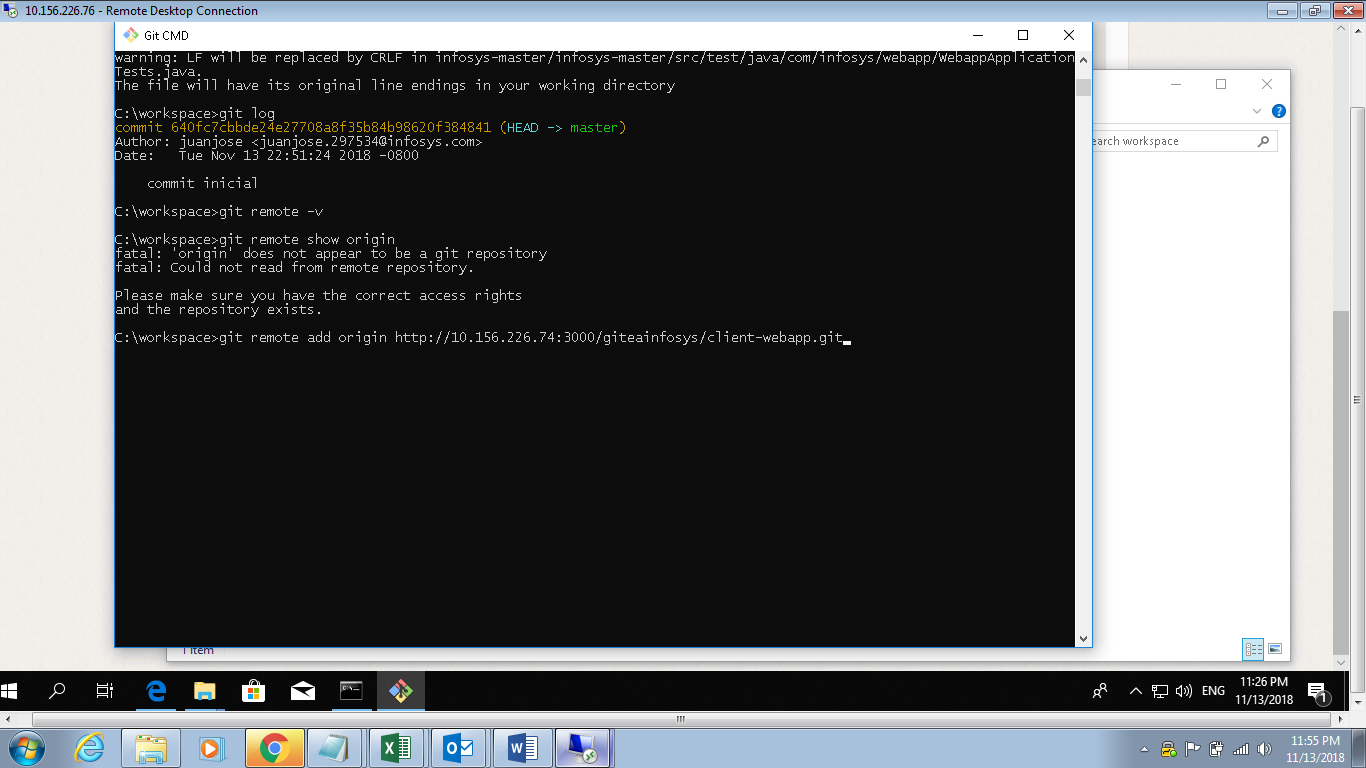 10.156.226.76 - Remote Desktop Connection
Git CMD
warning: LF will be replaced by CRLF in infosys-master/infosys-master/src/test/java/com/infosys/webapp/WebappApplication
Tests.java.
The file will have its original line endings in your working directory
C:\workspace>git log
commit 640fc7cbbde24e27708a8f35b84b98620f384841 (HEAD -> master)
Author: juanjose <juanjose.297534@infosys.com>
Date:   Tue Nov 13 22:51:24 2018 -0800
commit inicial
C:\workspace>git remote -v
C:\workspace>git remote show origin
fatal: 'origin' does not appear to be a git repository
fatal: Could not read from remote repository.
Please make sure you have the correct access rights
and the repository exists.
C:\workspace>git remote add origin http://10.156.226.74:3000/giteainfosys/client-webapp.git
earch workspace
1 item
ENG
11:26 PM
11/13/2018
1
11:55 PM
11/13/2018